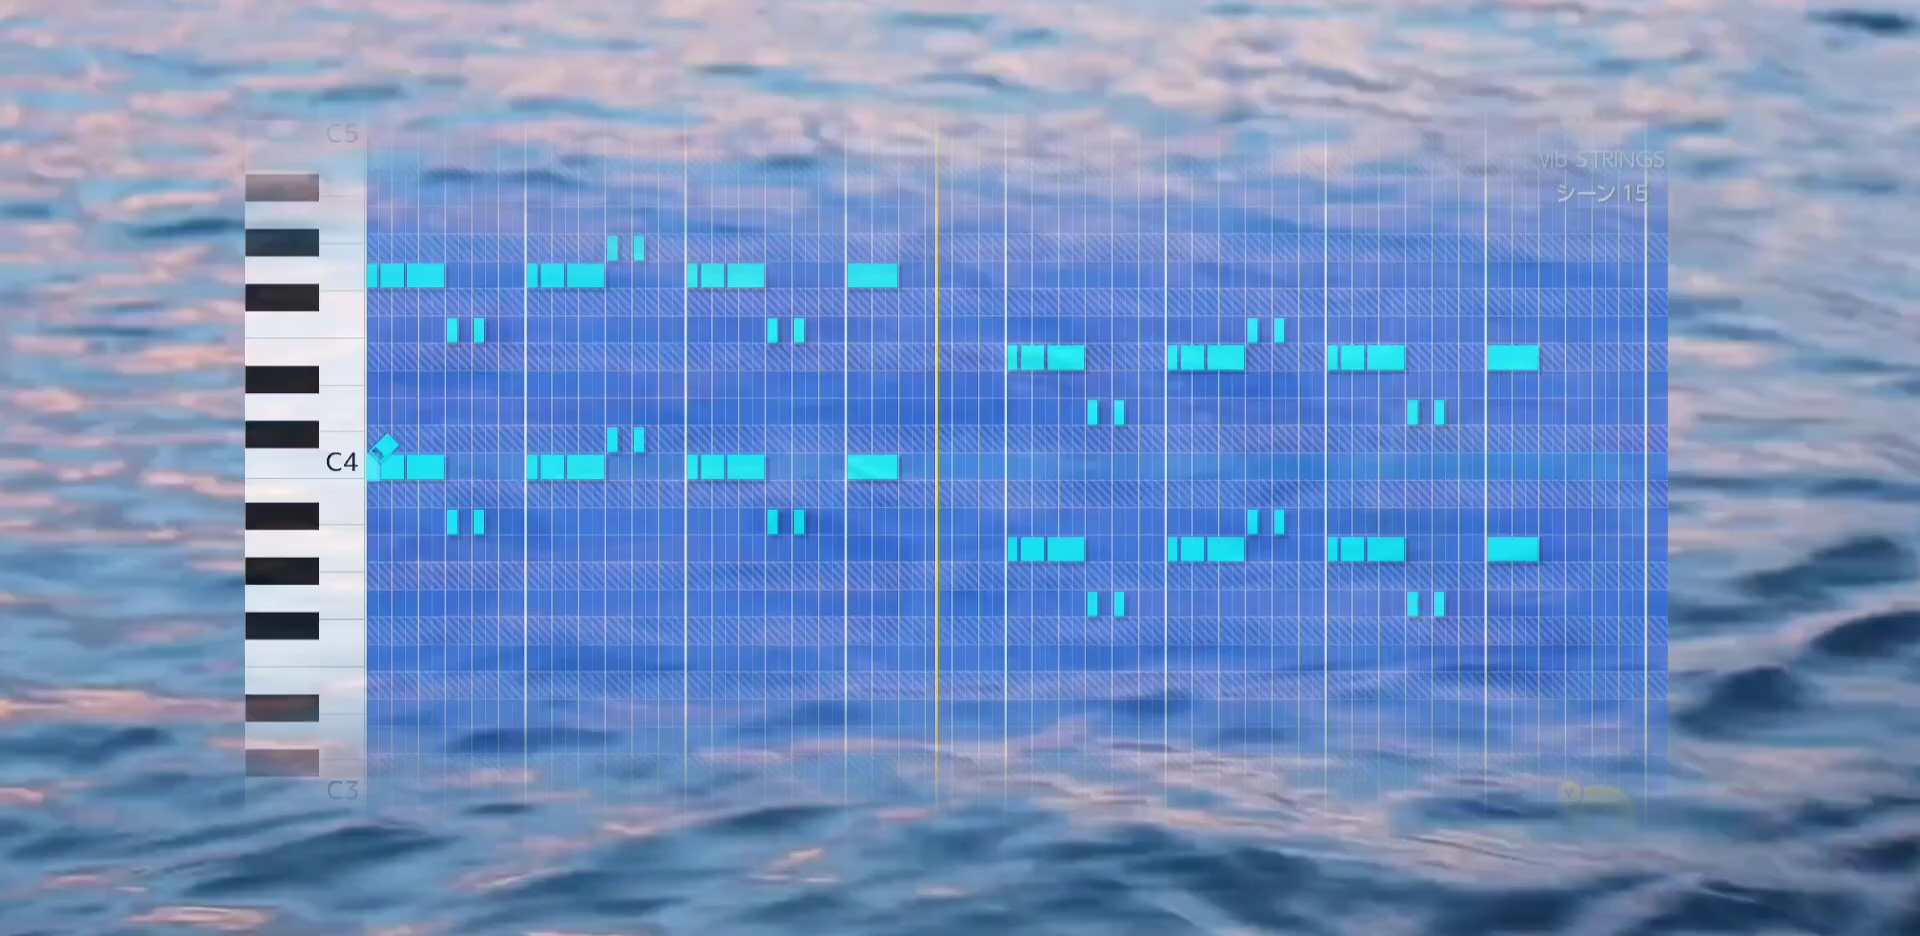 C5
vib STRINGS
シーン 15
C4
C3
Y